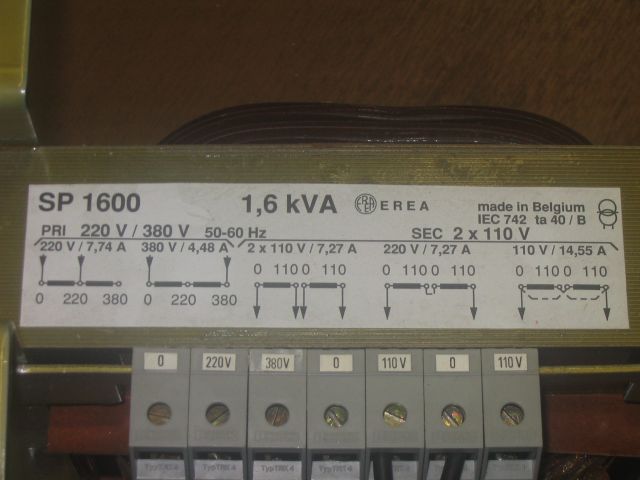 SP 1600 1,6 kVA EREA made in Belgium
IEC 742 ta 40 / B
PRI 220 V / 380 V 50-60 Hz SEC 2 x 110 V
220 V / 7,74 A 380 V / 4,48 A 2 x 110 V / 7,27 A 220 V / 7,27 A 110 V / 14,55 A
0 110 0 110 0 110 0 110 0 110 0 110
0 220 380 0 220 380
0 220V 380V 0 110V 0 110V